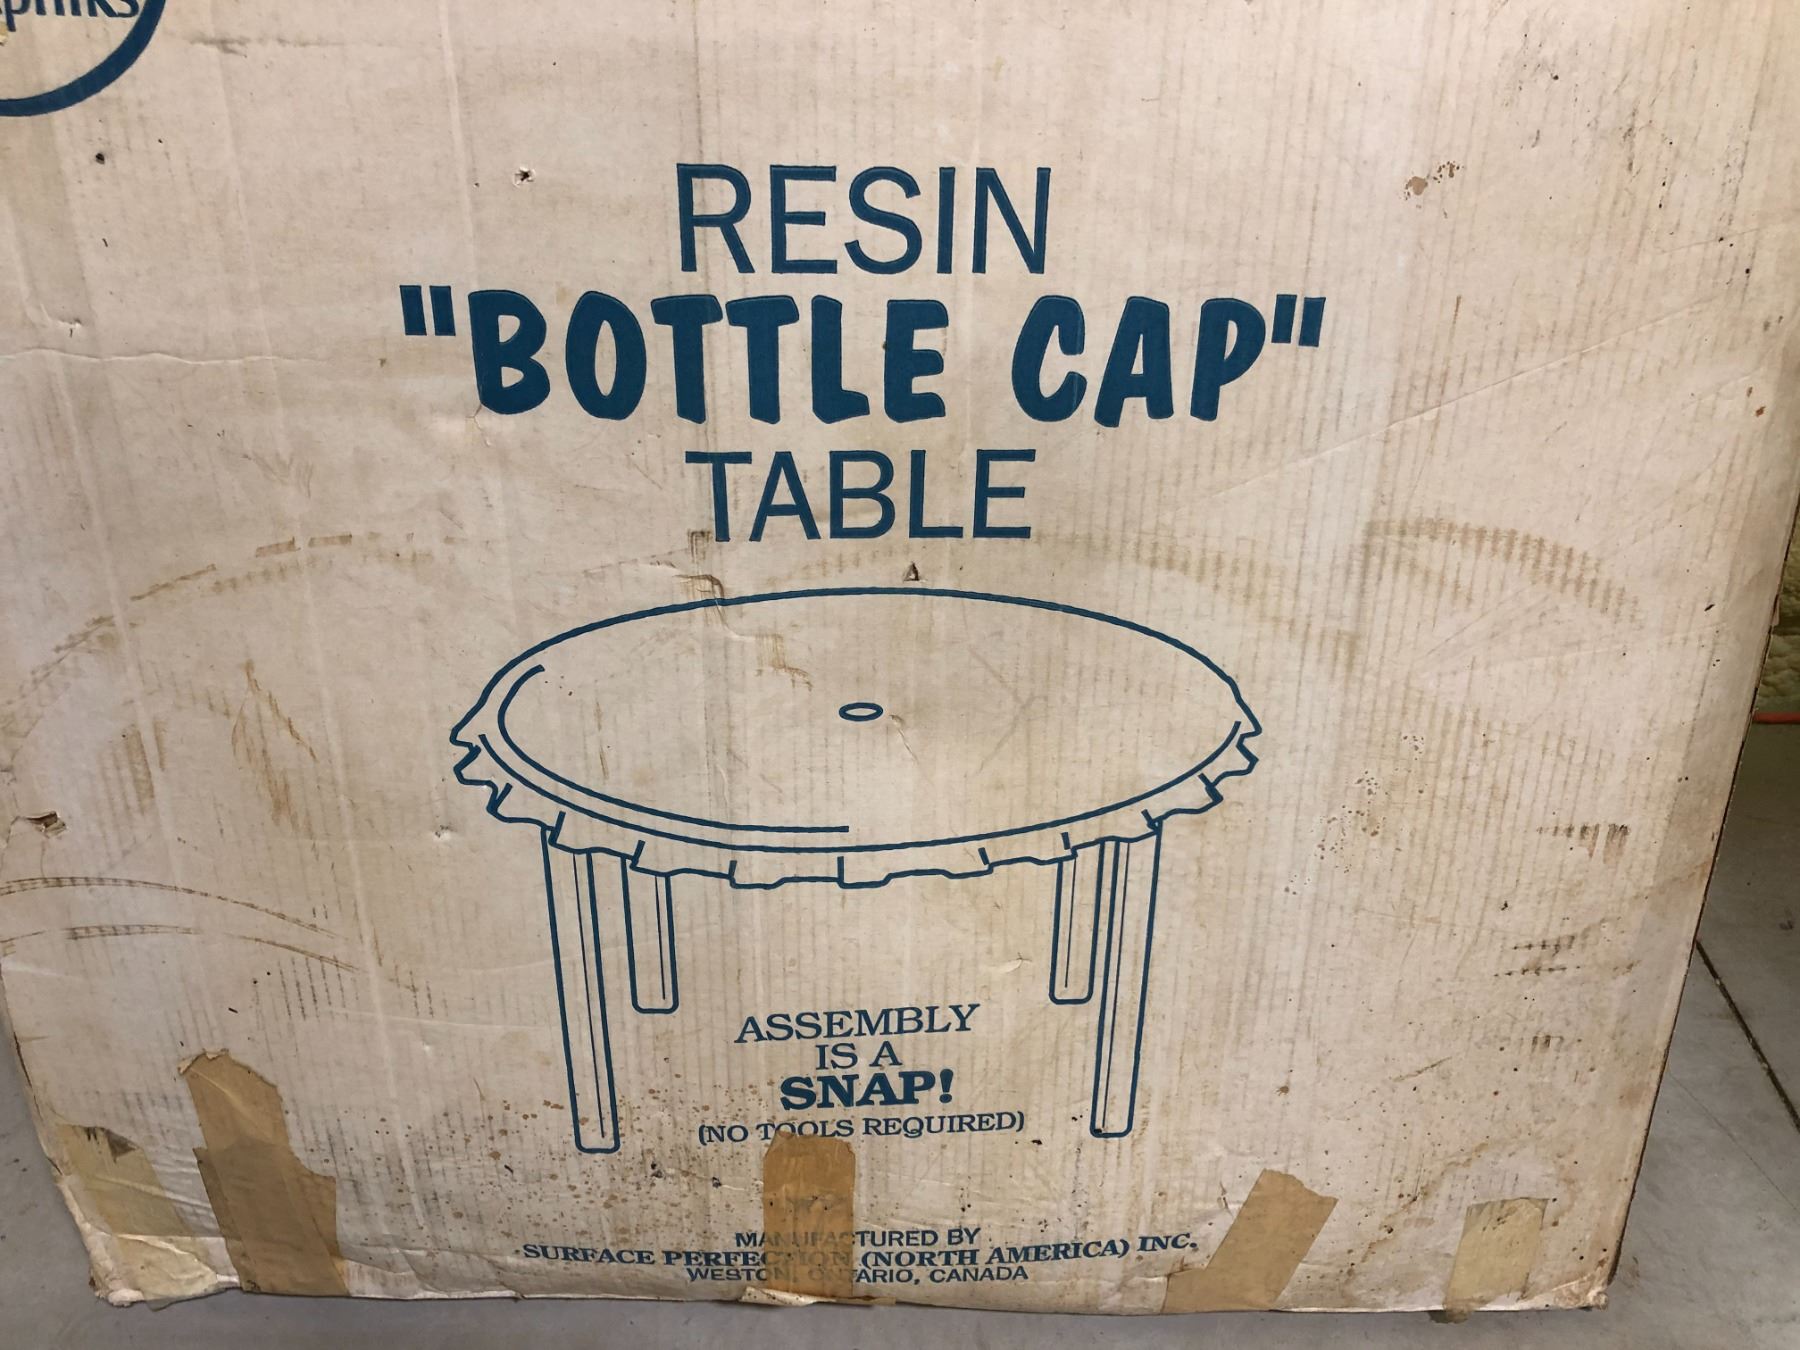 RESIN
"BOTTLE CAP"
TABLE
ASSEMBLY
IS A
SNAP!
(NO TOOLS REQUIRED)
MANUFACTURED BY
SURFACE PERFECTION (NORTH AMERICA) INC.
WESTON, ONTARIO, CANADA